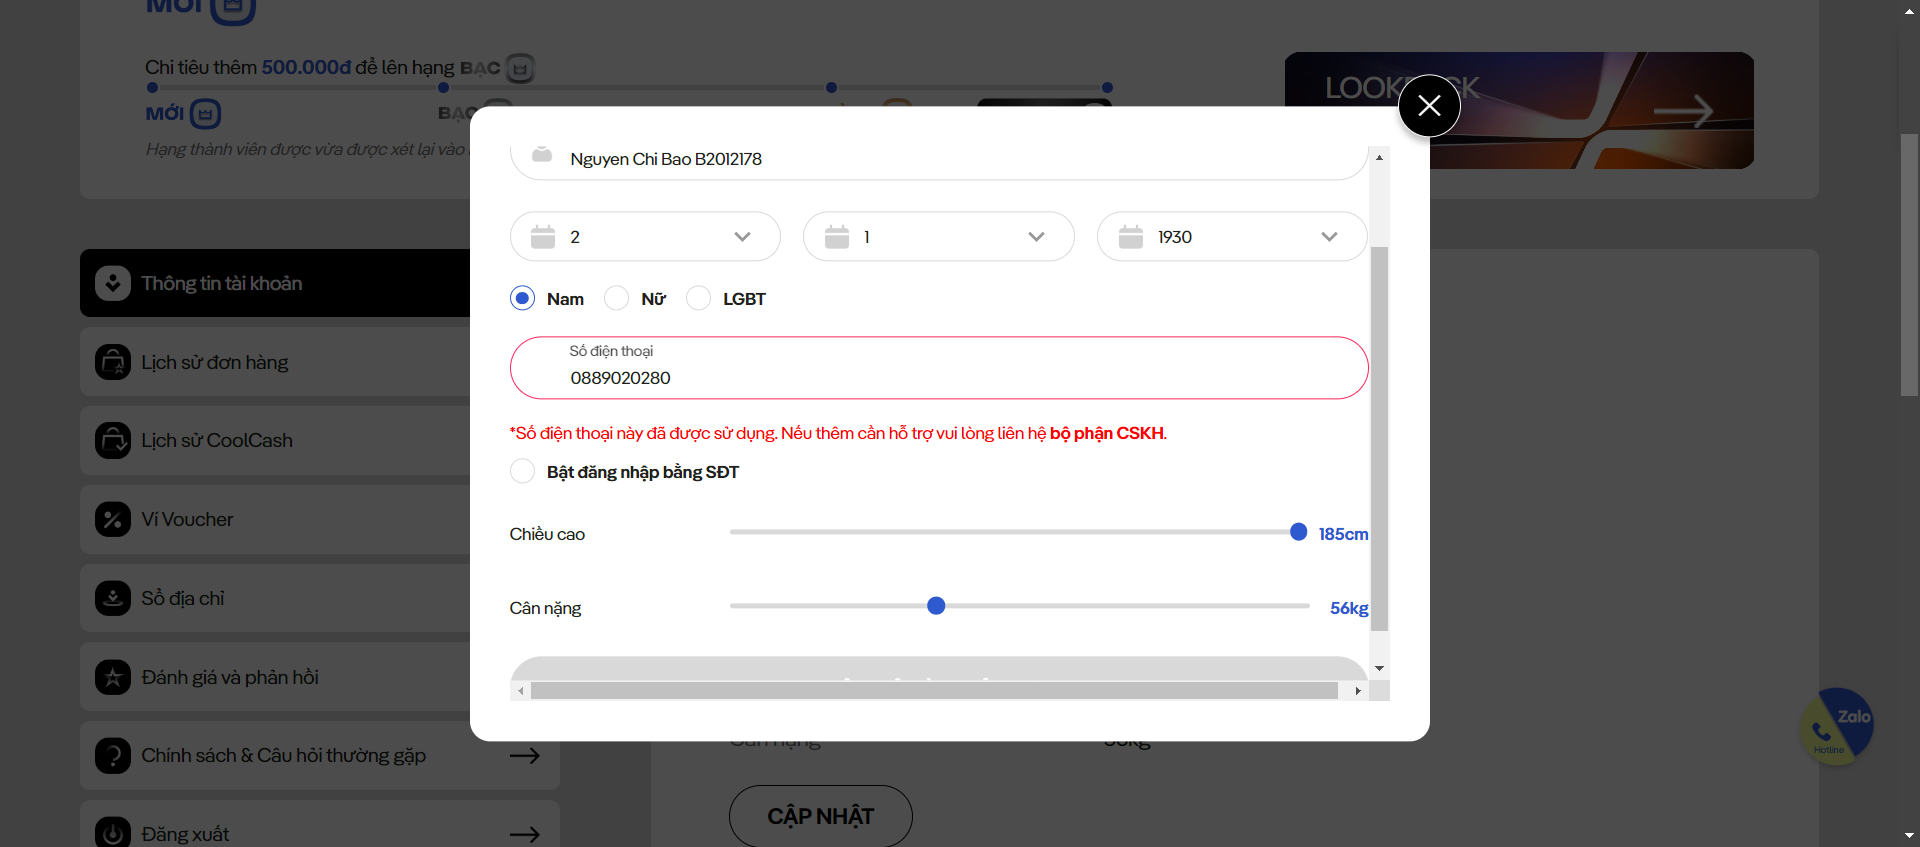 MỚI
Chi tiêu thêm 500.000đ để lên hạng BẠC
MỚI
BẠC
Hạng thành viên được vừa được xét lại vào
LOOKBOOK
Nguyen Chi Bao B2012178
2
1
1930
Nam
Nữ
LGBT
Số điện thoại
0889020280
*Số điện thoại này đã được sử dụng. Nếu thêm cần hỗ trợ vui lòng liên hệ bộ phận CSKH.
Bật đăng nhập bằng SĐT
Chiều cao
185cm
Cân nặng
56kg
Thông tin tài khoản
Lịch sử đơn hàng
Lịch sử CoolCash
Ví Voucher
Sổ địa chỉ
Đánh giá và phản hồi
Chính sách & Câu hỏi thường gặp
Đăng xuất
Cân nặng
56kg
CẬP NHẬT
Zalo
Hotline